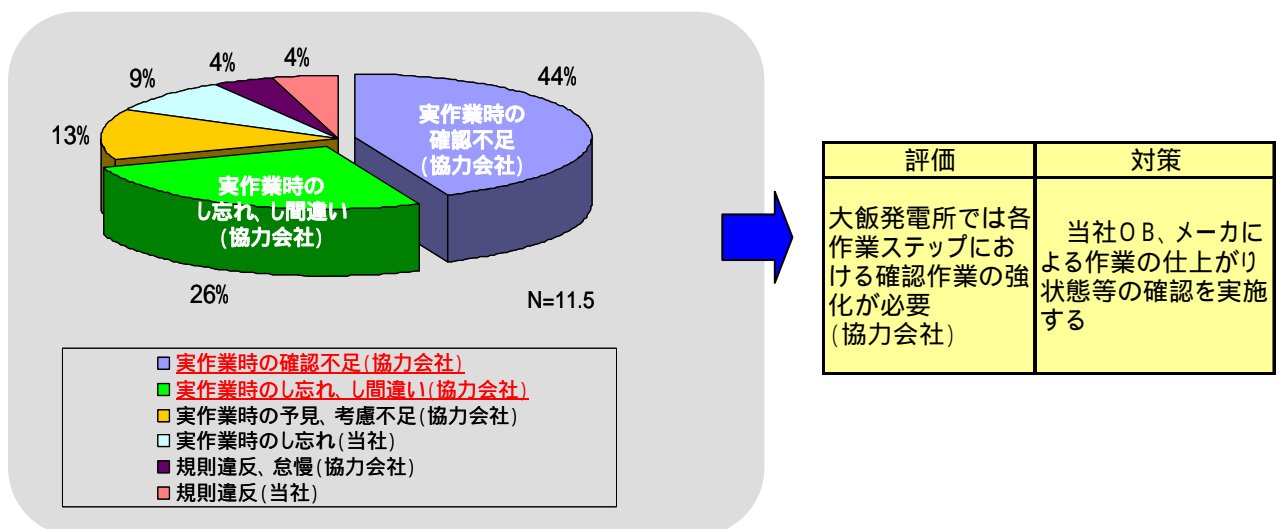 4%
4%
9%
44%
13%
実作業時の
確認不足
(協力会社)
実作業時の
し忘れ、し間違い
(協力会社)
26%
N=11.5
実作業時の確認不足(協力会社)
実作業時のし忘れ、し間違い(協力会社)
実作業時の予見、考慮不足(協力会社)
実作業時のし忘れ(当社)
規則違反、怠慢(協力会社)
規則違反(当社)
評価
対策
大飯発電所では各
作業ステップにお
ける確認作業の強
化が必要
(協力会社)
当社OB、メーカに
よる作業の仕上がり
状態等の確認を実施
する